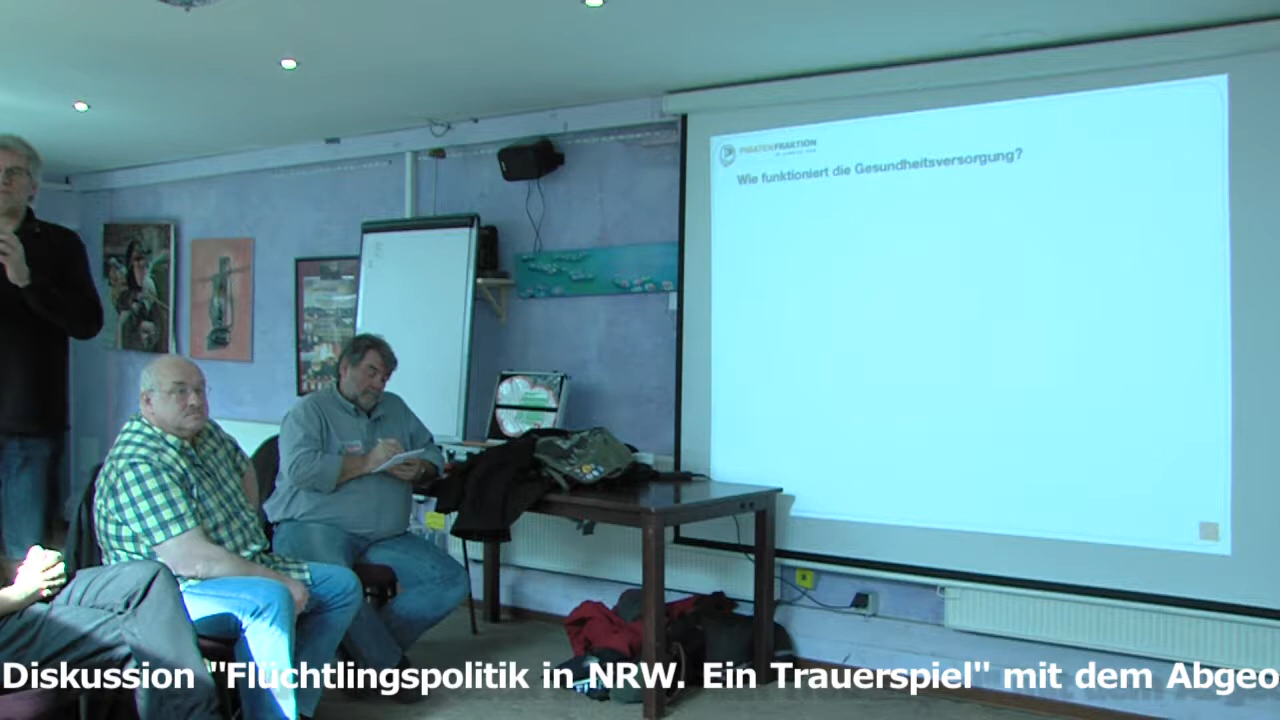 PIRATENFRAKTION
Wie funktioniert die Gesundheitsversorgung?
Diskussion "Flüchtlingspolitik in NRW. Ein Trauerspiel" mit dem Abgeo